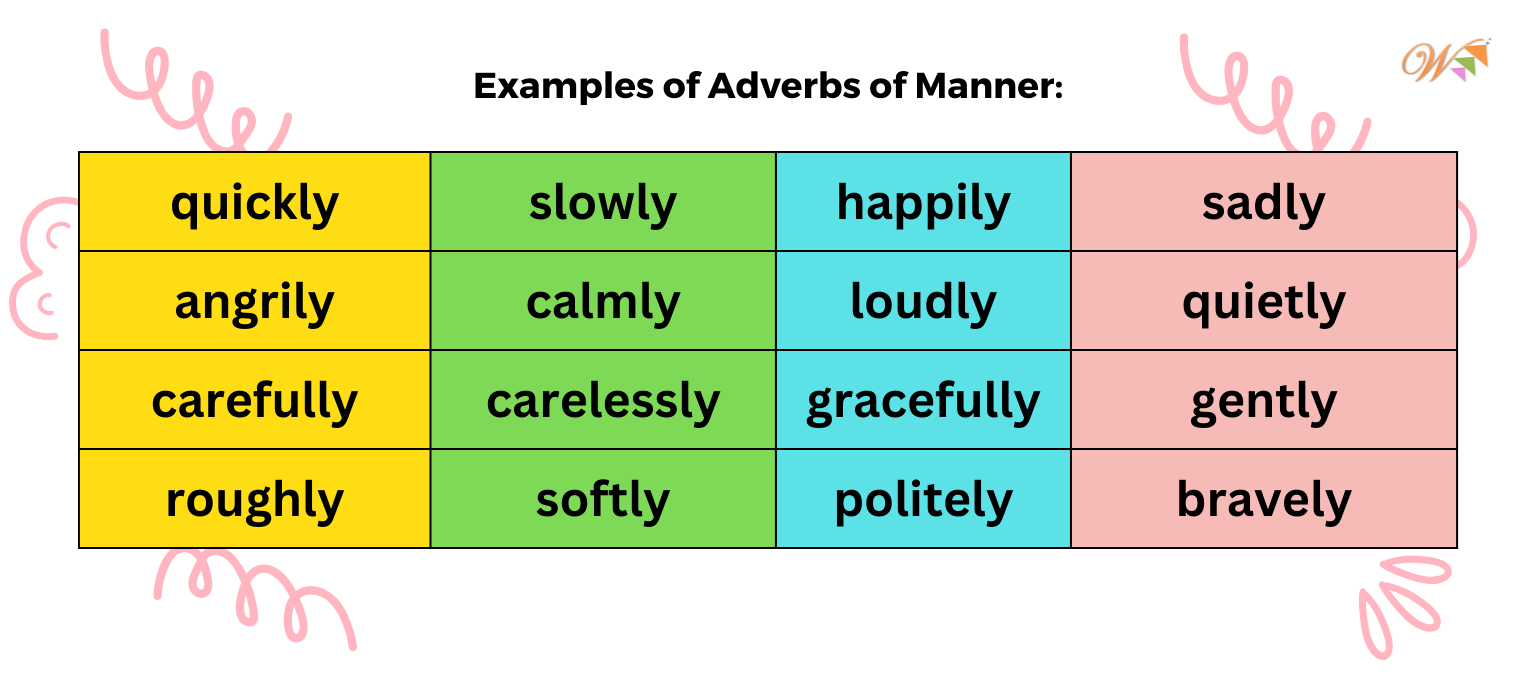 Examples of Adverbs of Manner:
quickly slowly happily sadly
angrily calmly loudly quietly
carefully carelessly gracefully gently
roughly softly politely bravely
W